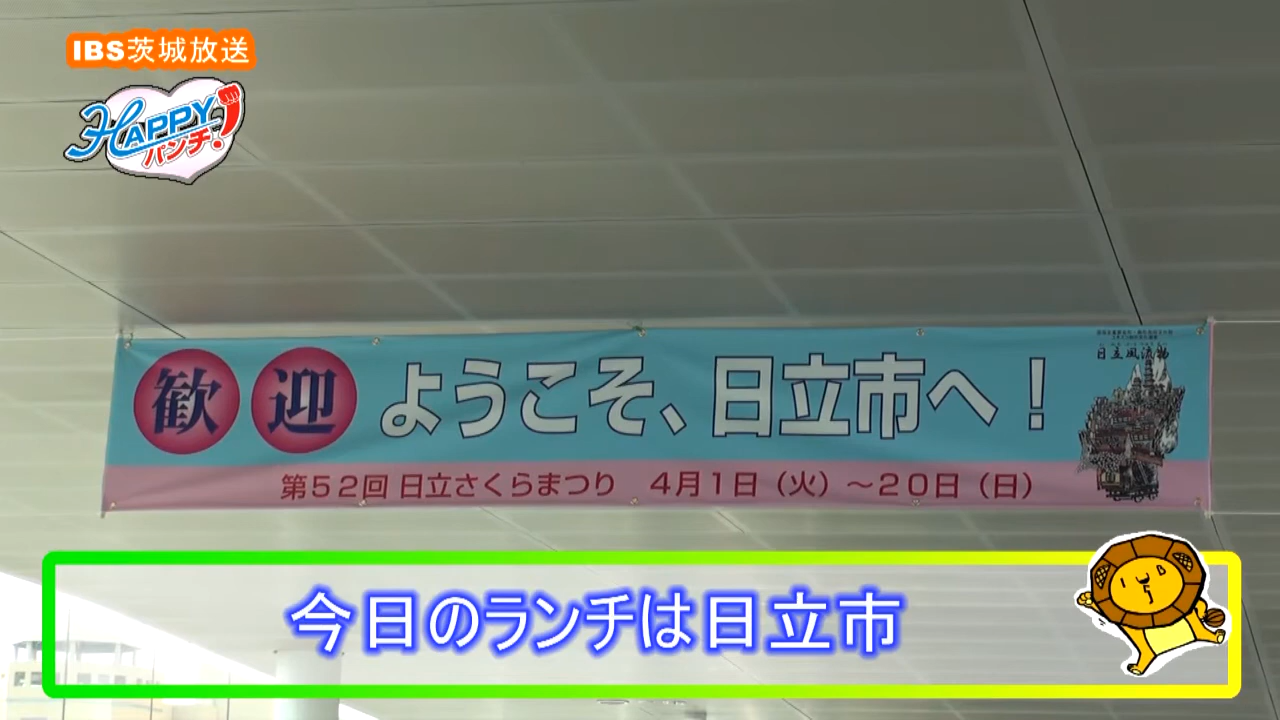 IBS茨城放送
HAPPY
パンチ!
日立風流物
歓迎 ようこそ、日立市へ!
第52回 日立さくらまつり 4月1日(火)~20日(日)
今日のランチは日立市